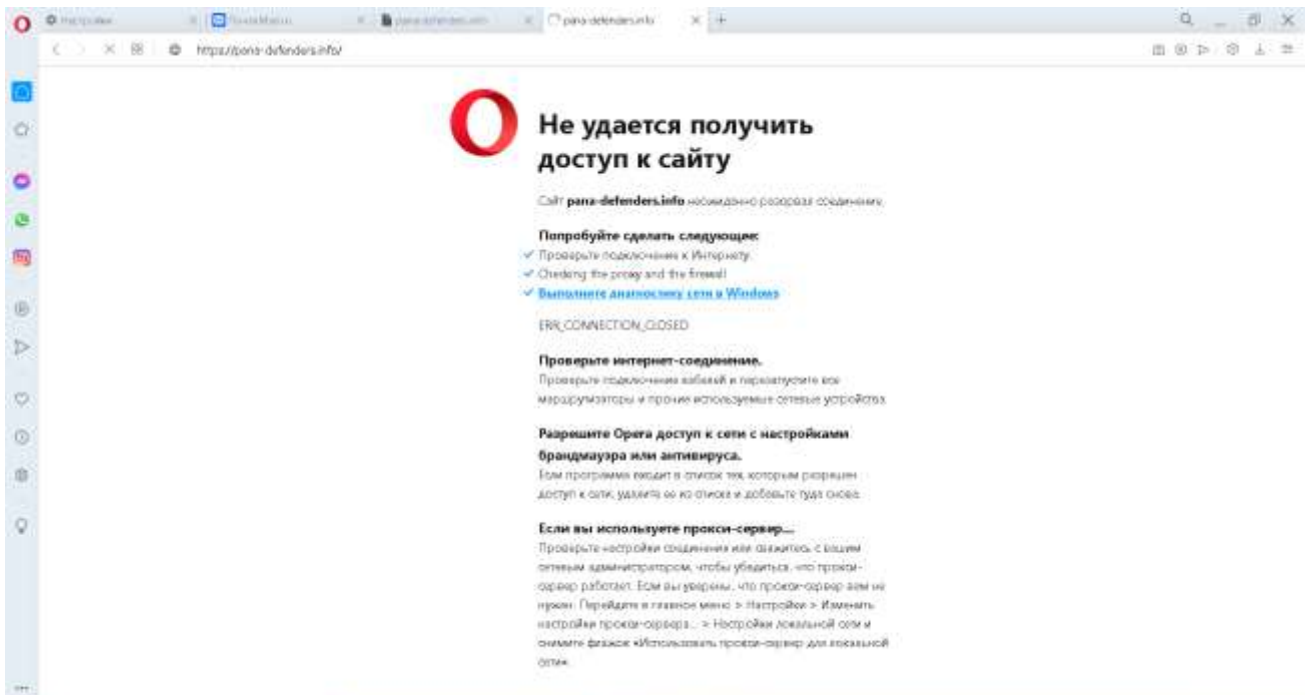 Настройки
pana-defenders.info
https://pana-defenders.info/
Не удается получить
доступ к сайту
Сайт pana-defenders.info неожиданно разорвал соединение.
Попробуйте сделать следующее:
Проверьте подключение к Интернету.
Checking the proxy and the firewall
Выполните диагностику сети в Windows
ERR_CONNECTION_CLOSED
Проверьте интернет-соединение.
Проверьте подключение кабелей и перезапустите все
маршрутизаторы и прочие используемые сетевые устройства.
Разрешите Opera доступ к сети с настройками
брандмауэра или антивируса.
Если программа входит в список тех, которым разрешен
доступ к сети, удалите ее из списка и добавьте туда снова.
Если вы используете прокси-сервер…
Проверьте настройки соединения или свяжитесь с вашим
сетевым администратором, чтобы убедиться, что прокси-
сервер работает. Если вы уверены, что прокси-сервер вам не
нужен: Перейдите в главное меню > Настройки > Изменить
настройки прокси-сервера… > Настройки локальной сети и
снимите флажок «Использовать прокси-сервер для локальной
сети».